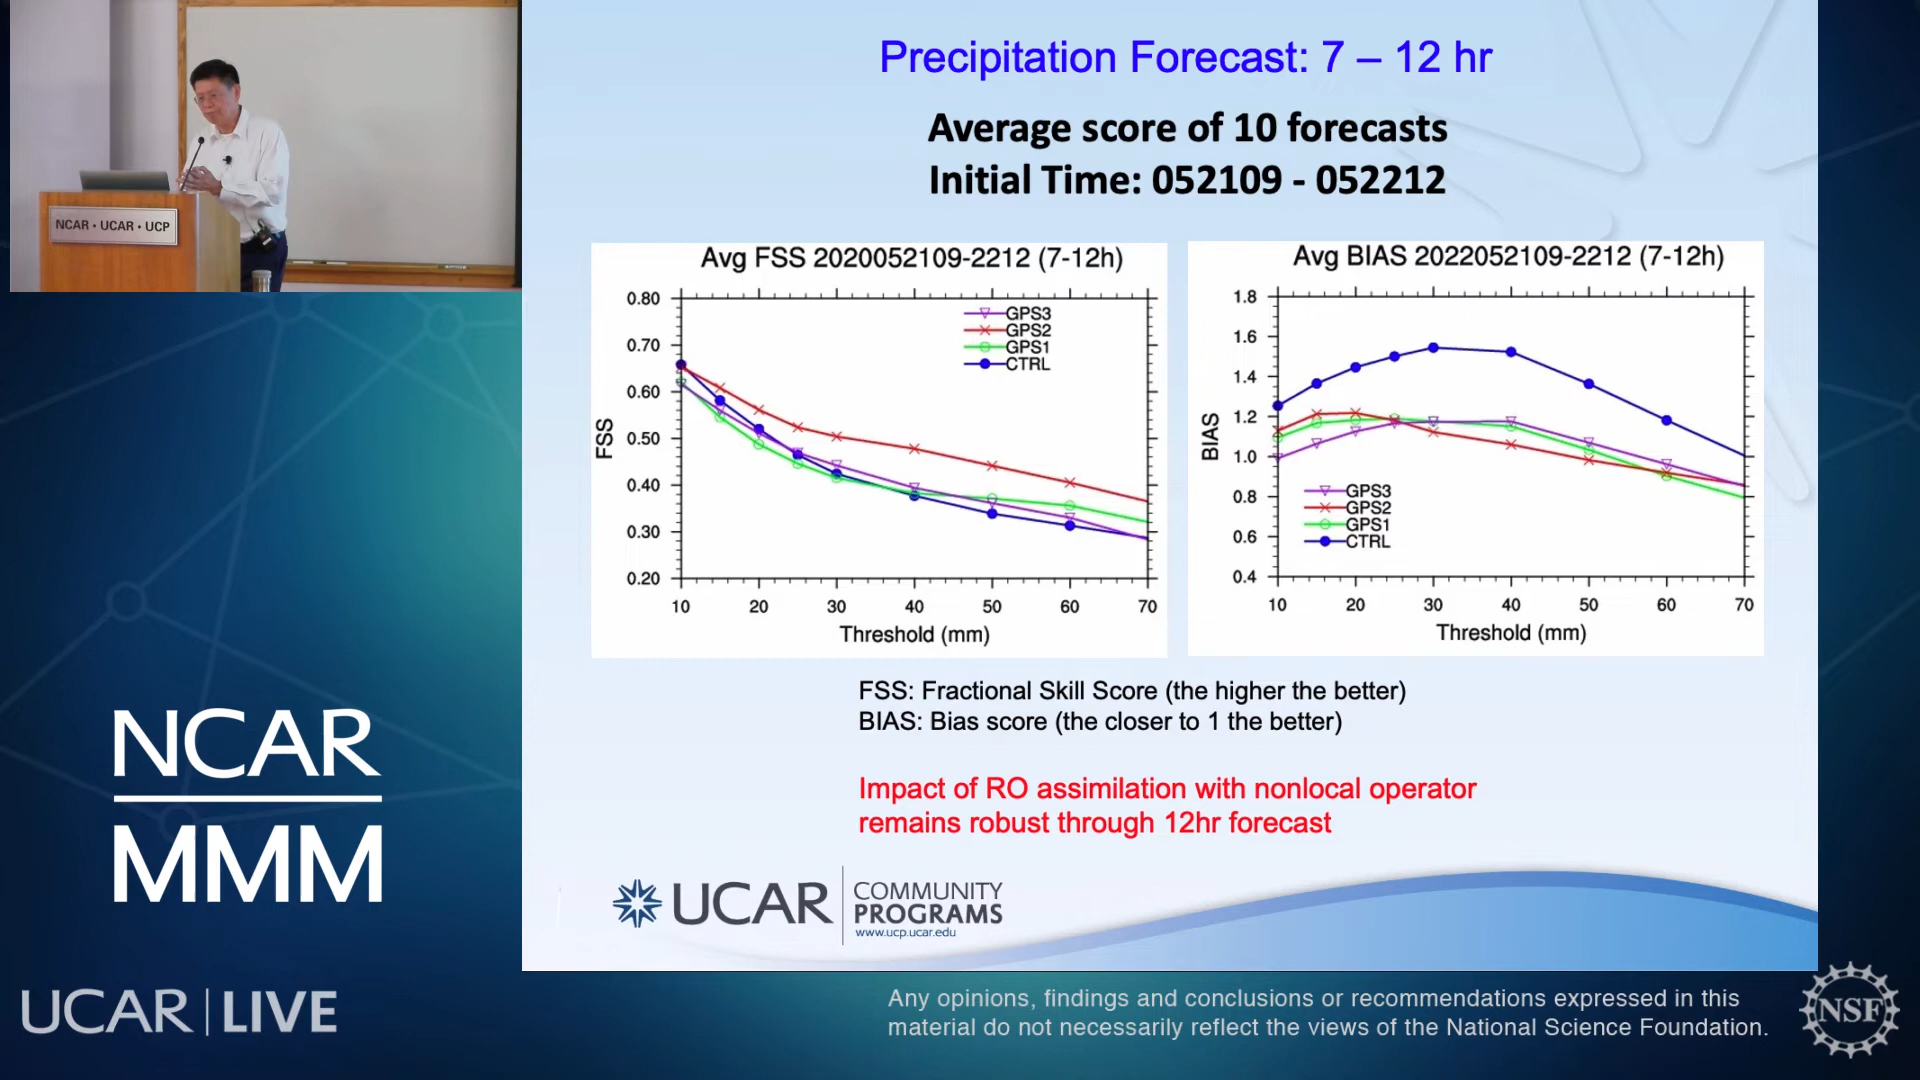 NCAR • UCAR • UCP
Precipitation Forecast: 7 – 12 hr
Average score of 10 forecasts
Initial Time: 052109 - 052212
Avg FSS 2020052109-2212 (7-12h)
0.80
0.70
0.60
0.50
0.40
0.30
0.20
FSS
GPS3
GPS2
GPS1
CTRL
10 20 30 40 50 60 70
Threshold (mm)
Avg BIAS 2022052109-2212 (7-12h)
1.8
1.6
1.4
1.2
1.0
0.8
0.6
0.4
BIAS
GPS3
GPS2
GPS1
CTRL
10 20 30 40 50 60 70
Threshold (mm)
FSS: Fractional Skill Score (the higher the better)
BIAS: Bias score (the closer to 1 the better)
Impact of RO assimilation with nonlocal operator
remains robust through 12hr forecast
UCAR
COMMUNITY
PROGRAMS
www.ucp.ucar.edu
NCAR
MMM
UCAR | LIVE
Any opinions, findings and conclusions or recommendations expressed in this
material do not necessarily reflect the views of the National Science Foundation.
NSF